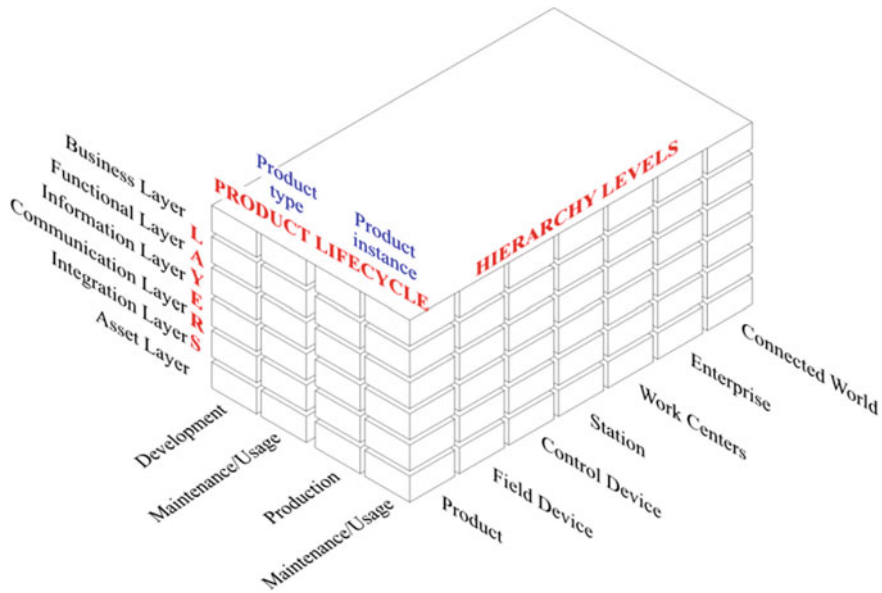 Business Layer
Functional Layer
Information Layer
Communication Layer
Integration Layer
Asset Layer
LAYERS
Product
type
Product
instance
PRODUCT LIFECYCLE
HIERARCHY LEVELS
Development
Maintenance/Usage
Production
Maintenance/Usage
Product
Field Device
Control Device
Station
Work Centers
Enterprise
Connected World